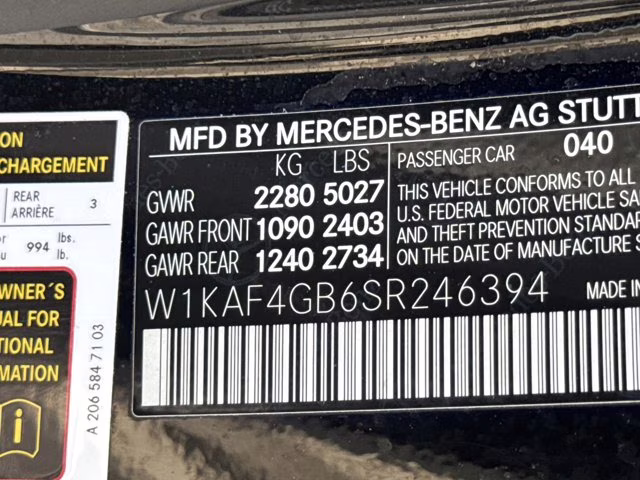 ON
CHARGEMENT
REAR
ARRIÈRE
3
994 lbs.
lb.
OWNER´S
UAL FOR
TIONAL
RMATION
A 206 584 71 03
MFD BY MERCEDES-BENZ AG STUTT
KG LBS
GVWR 2280 5027
GAWR FRONT 1090 2403
GAWR REAR 1240 2734
PASSENGER CAR 040
THIS VEHICLE CONFORMS TO ALL
U.S. FEDERAL MOTOR VEHICLE SA
AND THEFT PREVENTION STANDA
ON THE DATE OF MANUFACTURE S
W1KAF4GB6SR246394
MADE IN